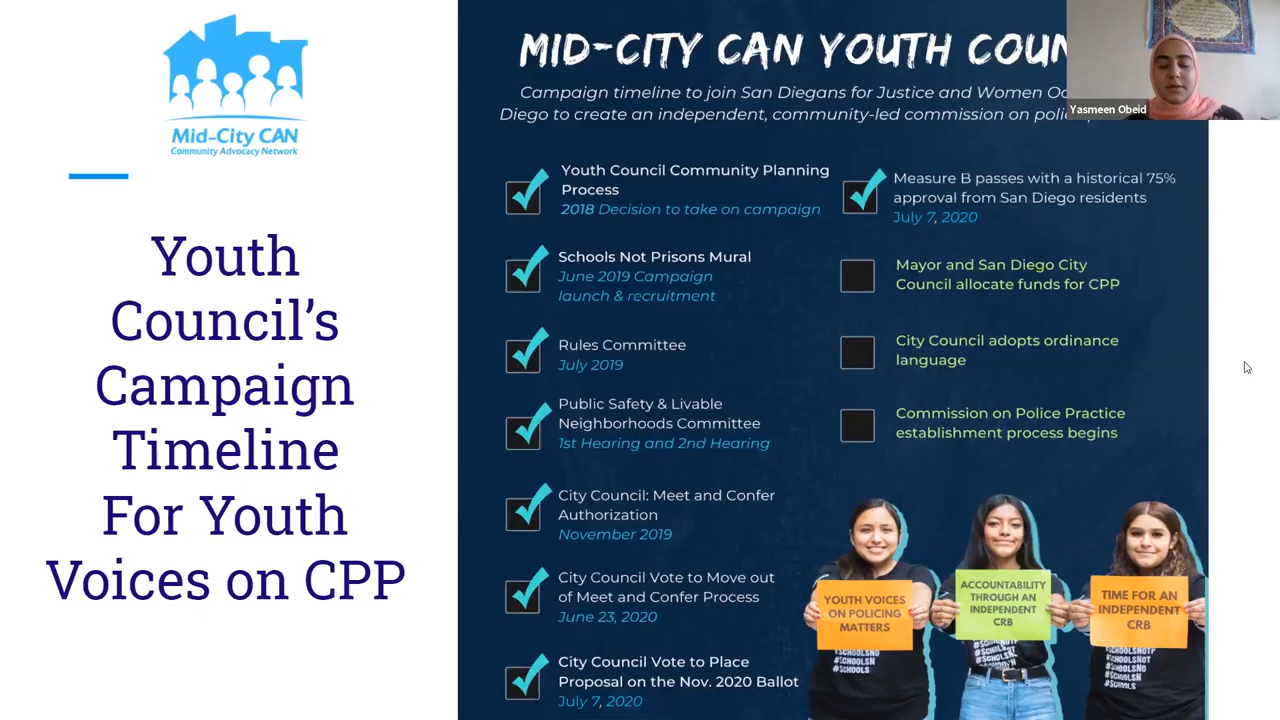 Mid-City CAN
Community Advocacy Network
Youth
Council's
Campaign
Timeline
For Youth
Voices on CPP
MID-CITY CAN YOUTH
Campaign timeline to join San Diegans for Justice and Women
Diego to create an independent, community-led commission on
Yasmeen Obeid
Youth Council Community Planning
Process
2018 Decision to take on campaign
Schools Not Prisons Mural
June 2019 Campaign
launch & recruitment
Rules Committee
July 2019
Public Safety & Livable
Neighborhoods Committee
1st Hearing and 2nd Hearing
City Council: Meet and Confer
Authorization
November 2019
City Council Vote to Move out
of Meet and Confer Process
June 23, 2020
City Council Vote to Place
Proposal on the Nov. 2020 Ballot
July 7, 2020
Measure B passes with a historical 75%
approval from San Diego residents
July 7, 2020
Mayor and San Diego City
Council allocate funds for CPP
City Council adopts ordinance
language
Commission on Police Practice
establishment process begins
YOUTH VOICES
ON POLICING
MATTERS
ACCOUNTABILITY
THROUGH AN
INDEPENDENT
CRB
TIME FOR AN
INDEPENDENT
CRB